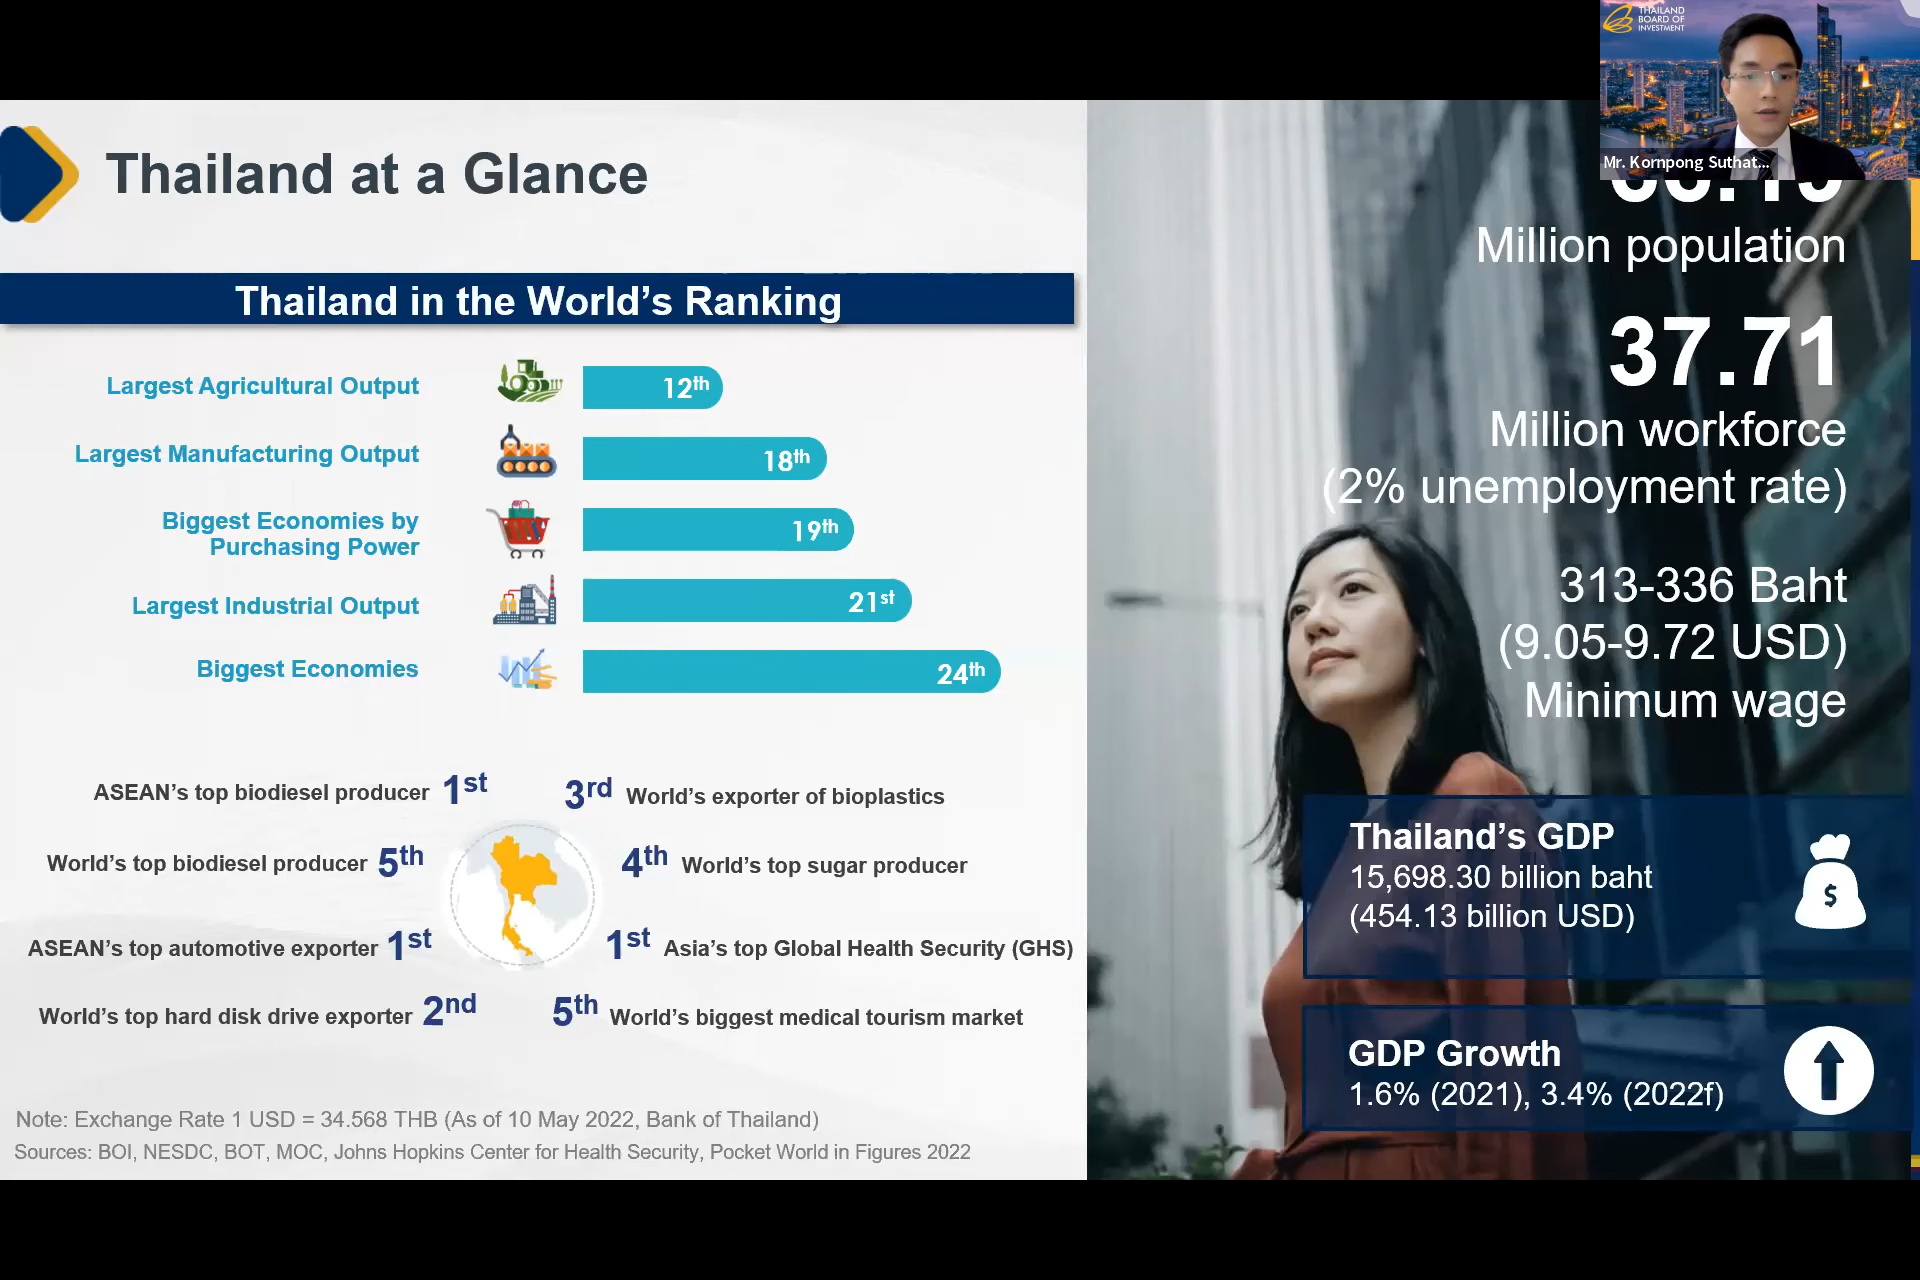 THAILAND
BOARD OF
INVESTMENT
Mr. Kornpong Suthat...
Thailand at a Glance
Thailand in the World's Ranking
Largest Agricultural Output 12th
Largest Manufacturing Output 18th
Biggest Economies by
Purchasing Power 19th
Largest Industrial Output 21st
Biggest Economies 24th
ASEAN's top biodiesel producer 1st
3rd World's exporter of bioplastics
World's top biodiesel producer 5th
4th World's top sugar producer
ASEAN's top automotive exporter 1st
1st Asia's top Global Health Security (GHS)
World's top hard disk drive exporter 2nd
5th World's biggest medical tourism market
Note: Exchange Rate 1 USD = 34.568 THB (As of 10 May 2022, Bank of Thailand)
Sources: BOI, NESDC, BOT, MOC, Johns Hopkins Center for Health Security, Pocket World in Figures 2022
Million population
37.71
Million workforce
(2% unemployment rate)
313-336 Baht
(9.05-9.72 USD)
Minimum wage
Thailand's GDP
15,698.30 billion baht
(454.13 billion USD)
$
GDP Growth
1.6% (2021), 3.4% (2022f)